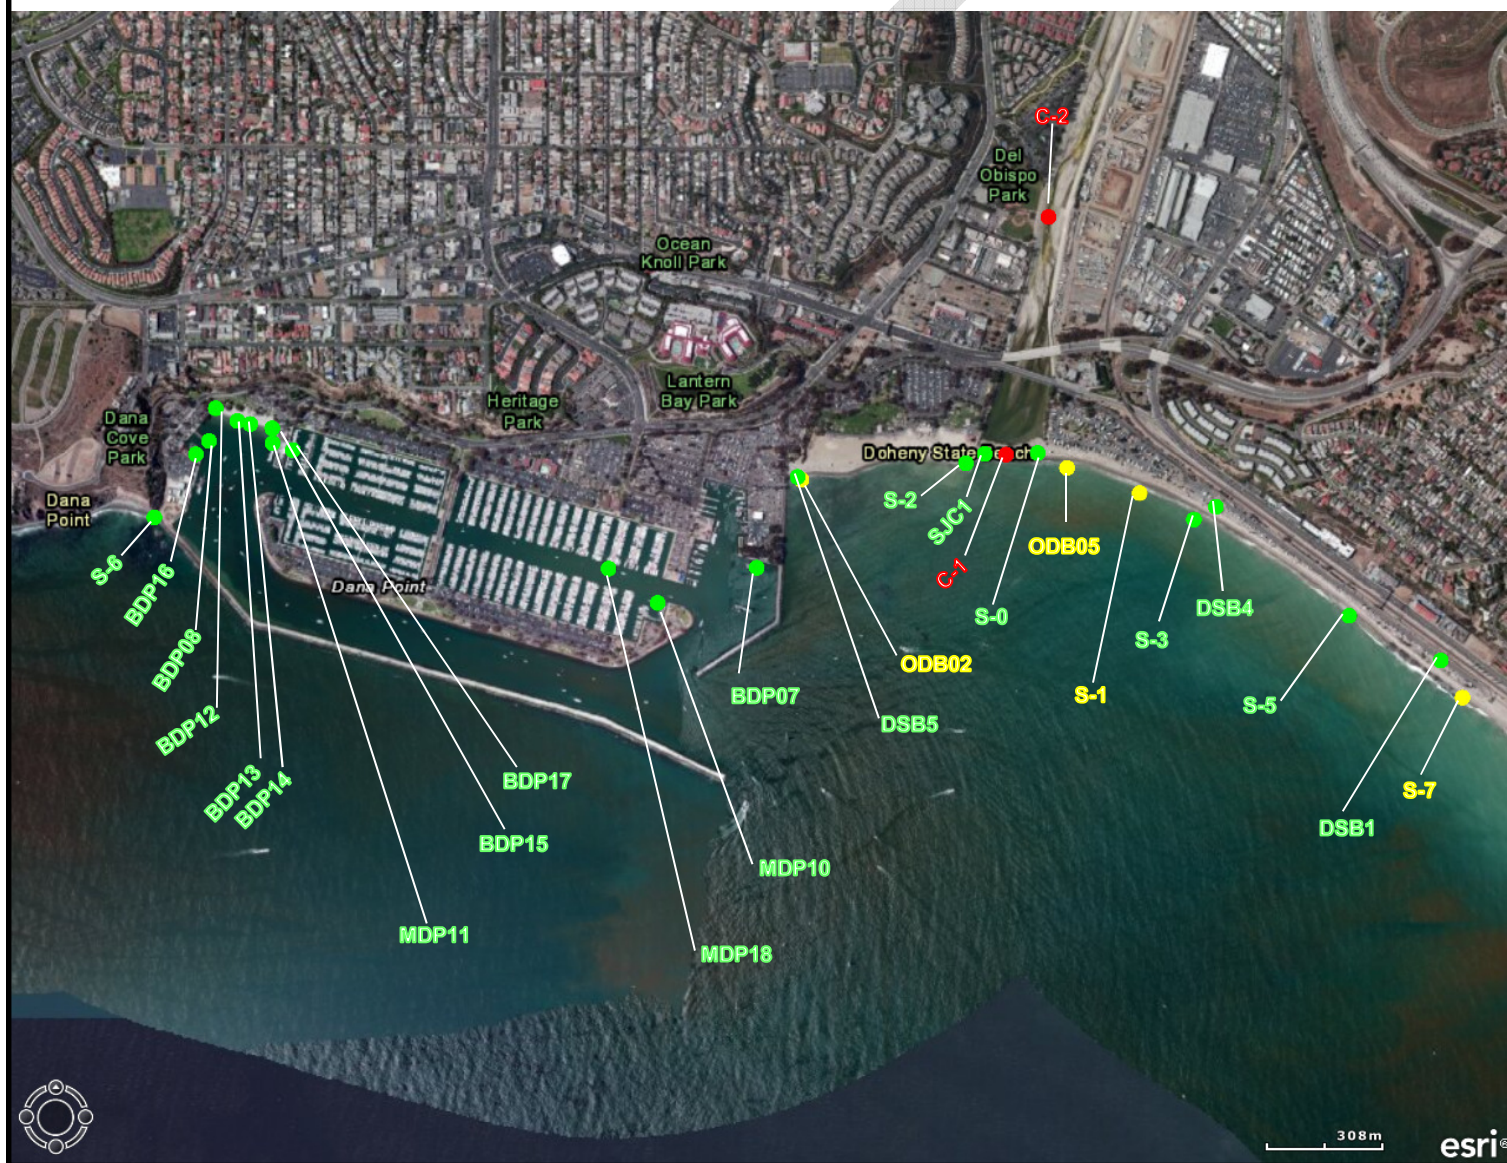 C-2
Del
Obispo
Park
Ocean
Knoll Park
Lantern
Bay Park
Heritage
Park
Dana
Cove
Park
Dana
Point
Doheny State Beach
S-2
SJC1
C-1
S-0
ODB05
S-6
BDP16
BDP08
BDP12
BDP13
BDP14
Dana Point
DSB4
S-3
ODB02
S-1
BDP07
DSB5
S-5
BDP17
S-7
DSB1
BDP15
MDP10
MDP11
MDP18
308m
esri